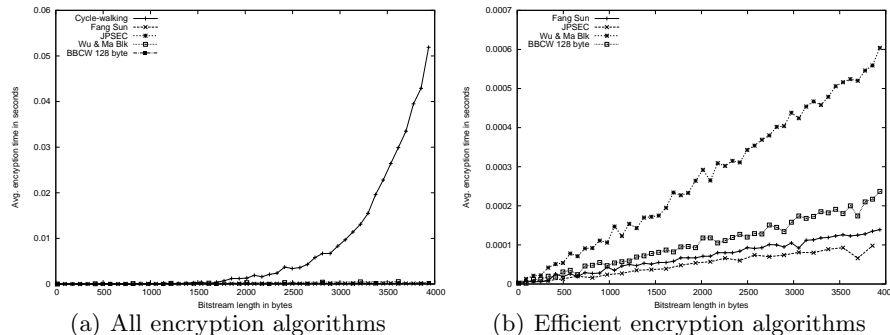 0.06
0.05
0.04
0.03
0.02
0.01
0
Avg. encryption time in seconds
Cycle-walking
Fang Sun
JPSEC
Wu & Ma Blk
BBCW 128 byte
0 500 1000 1500 2000 2500 3000 3500 4000
Bitstream length in bytes
(a) All encryption algorithms
0.0007
0.0006
0.0005
0.0004
0.0003
0.0002
0.0001
0
Avg. encryption time in seconds
Fang Sun
JPSEC
Wu & Ma Blk
BBCW 128 byte
0 500 1000 1500 2000 2500 3000 3500 400
Bitstream length in bytes
(b) Efficient encryption algorithms